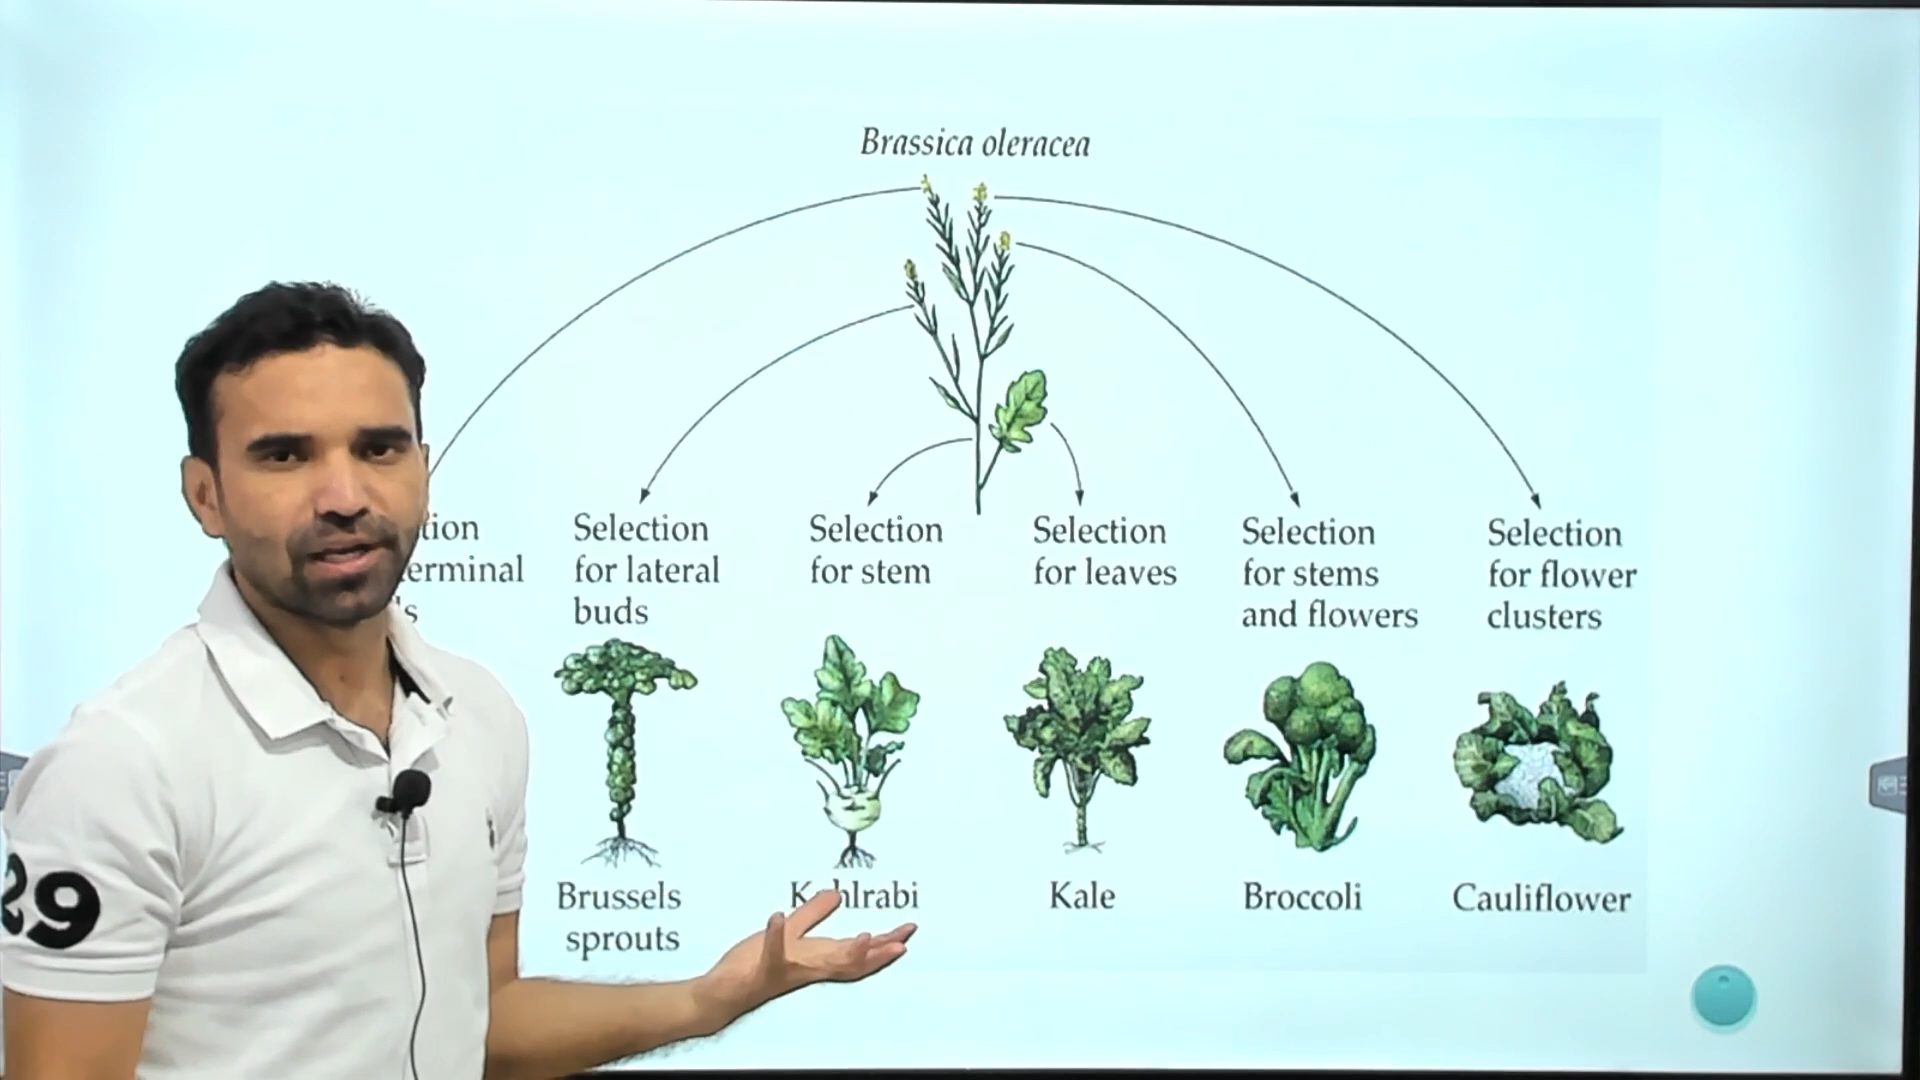 Brassica oleracea
tion
erminal
s
Selection
for lateral
buds
Selection
for stem
Selection
for leaves
Selection
for stems
and flowers
Selection
for flower
clusters
Brussels
sprouts
Kohlrabi
Kale
Broccoli
Cauliflower
29